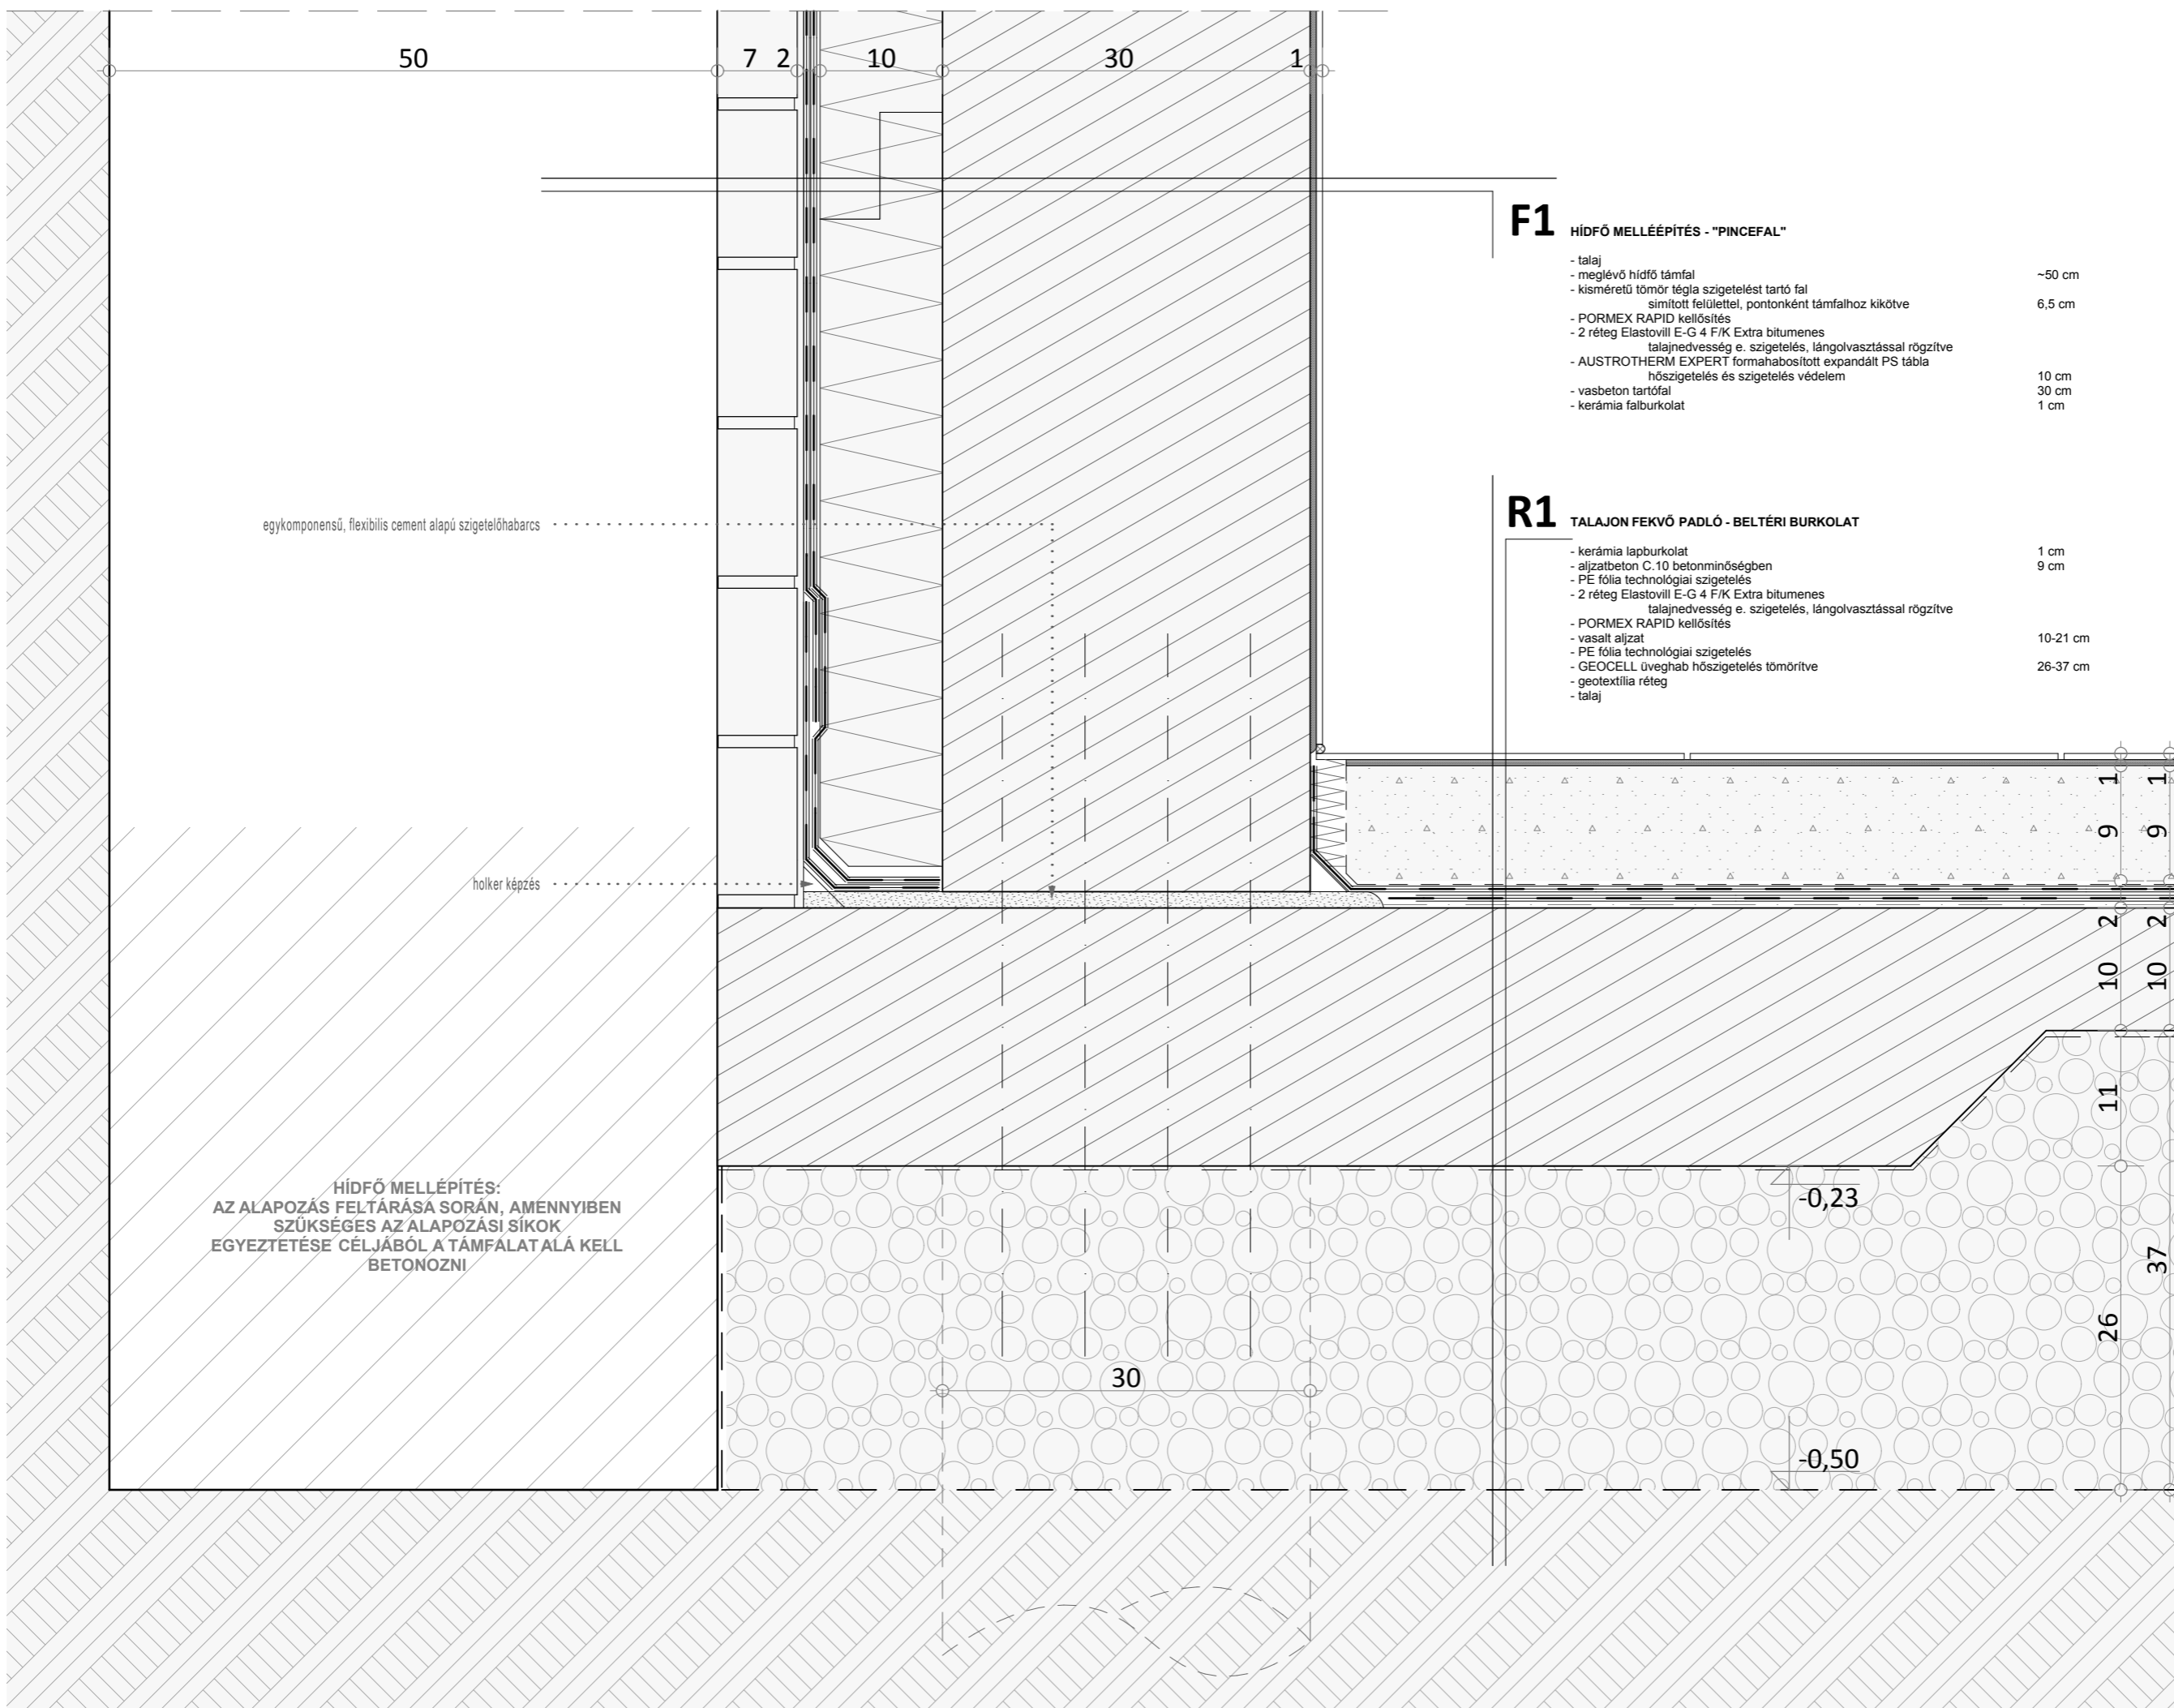 50
7
2
10
30
1
F1
HÍDFŐ MELLÉÉPÍTÉS - "PINCEFAL"
- talaj
- meglévő hídfő támfal ~50 cm
- kisméretű tömör tégla szigetelést tartó fal
simított felülettel, pontonként támfalhoz kikötve 6,5 cm
- PORMEX RAPID kellősítés
- 2 réteg Elastovill E-G 4 F/K Extra bitumenes
talajnedvesség e. szigetelés, lángolvasztással rögzítve
- AUSTROTHERM EXPERT formahabosított expandált PS tábla
hőszigetelés és szigetelés védelem 10 cm
- vasbeton tartófal 30 cm
- kerámia falburkolat 1 cm
egykomponensű, flexibilis cement alapú szigetelőhabarcs
R1
TALAJON FEKVŐ PADLÓ - BELTÉRI BURKOLAT
- kerámia lapburkolat 1 cm
- aljzatbeton C.10 betonminőségben 9 cm
- PE fólia technológiai szigetelés
- 2 réteg Elastovill E-G 4 F/K Extra bitumenes
talajnedvesség e. szigetelés, lángolvasztással rögzítve
- PORMEX RAPID kellősítés
- vasalt aljzat 10-21 cm
- PE fólia technológiai szigetelés
- GEOCELL üveghab hőszigetelés tömörítve 26-37 cm
- geotextília réteg
- talaj
holker képzés
1
1
9
9
2
2
10
10
11
37
26
HÍDFŐ MELLÉPÍTÉS:
AZ ALAPOZÁS FELTÁRÁSA SORÁN, AMENNYIBEN
SZÜKSÉGES AZ ALAPOZÁSI SÍKOK
EGYEZTETÉSE CÉLJÁBÓL A TÁMFALAT ALÁ KELL
BETONOZNI
-0,23
30
-0,50